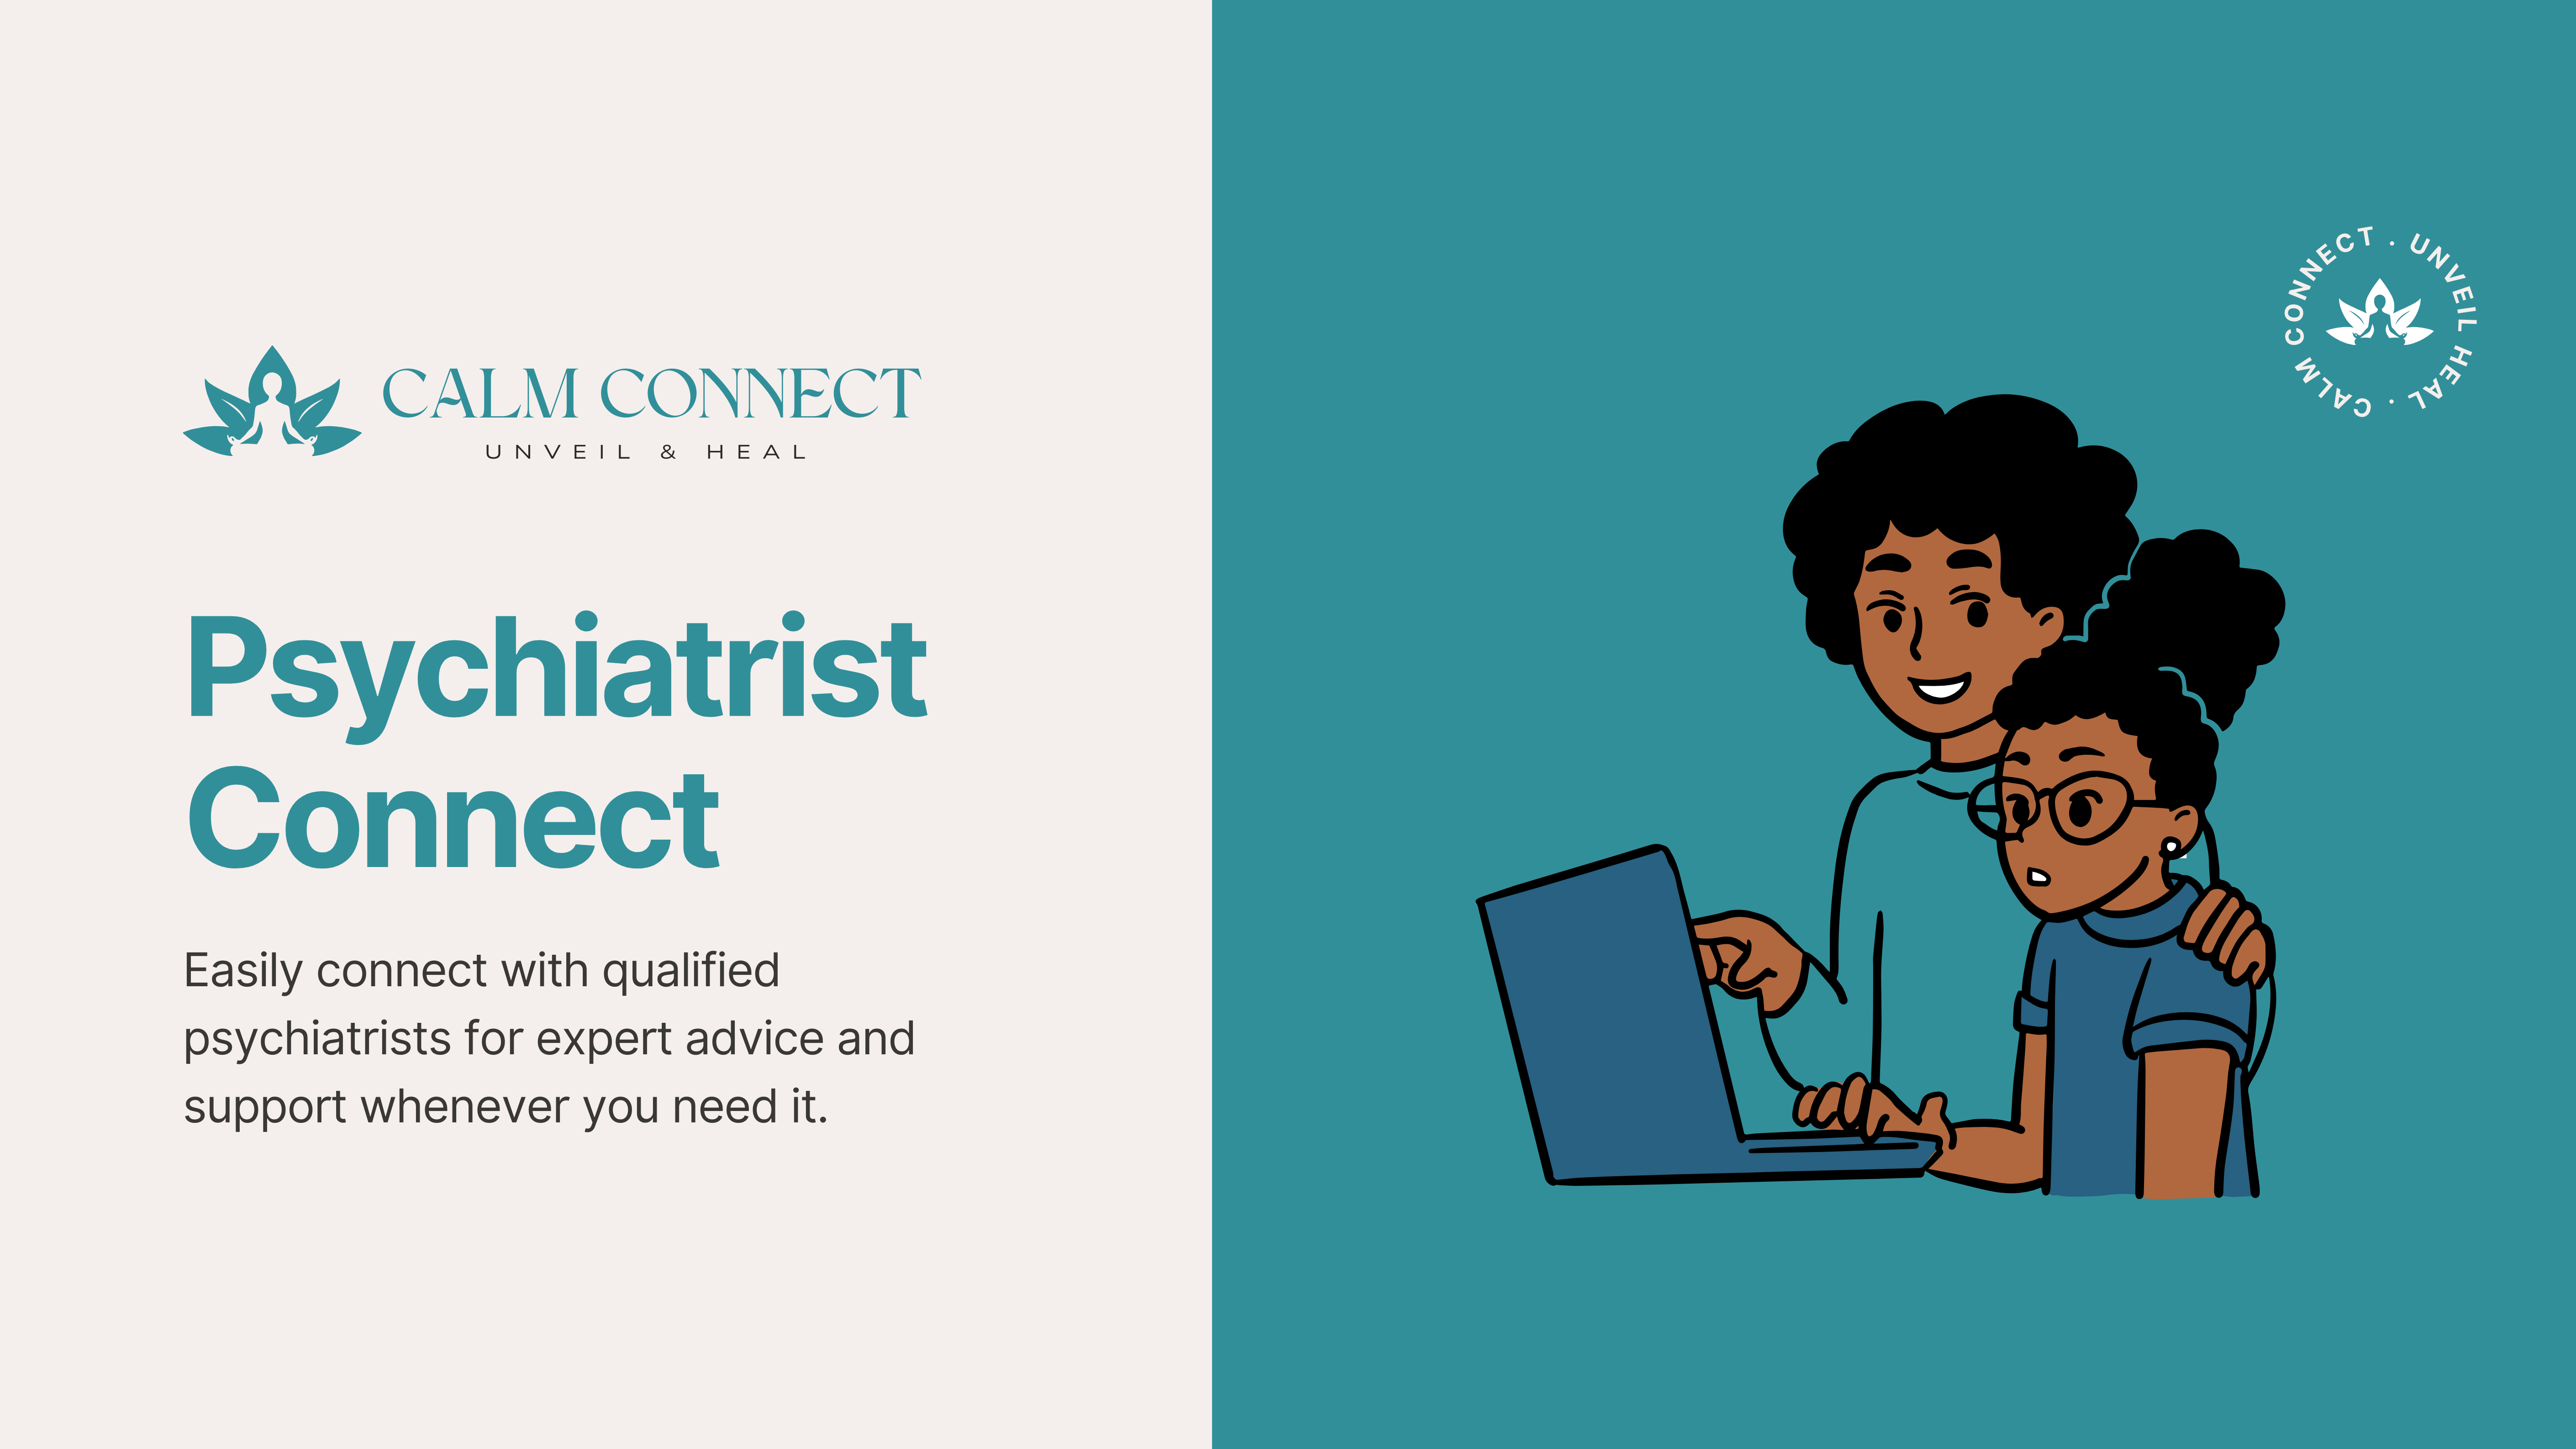 CALM CONNECT
UNVEIL & HEAL
Psychiatrist
Connect
Easily connect with qualified
psychiatrists for expert advice and
support whenever you need it.
CALM CONNECT . UNVEIL HEAL .